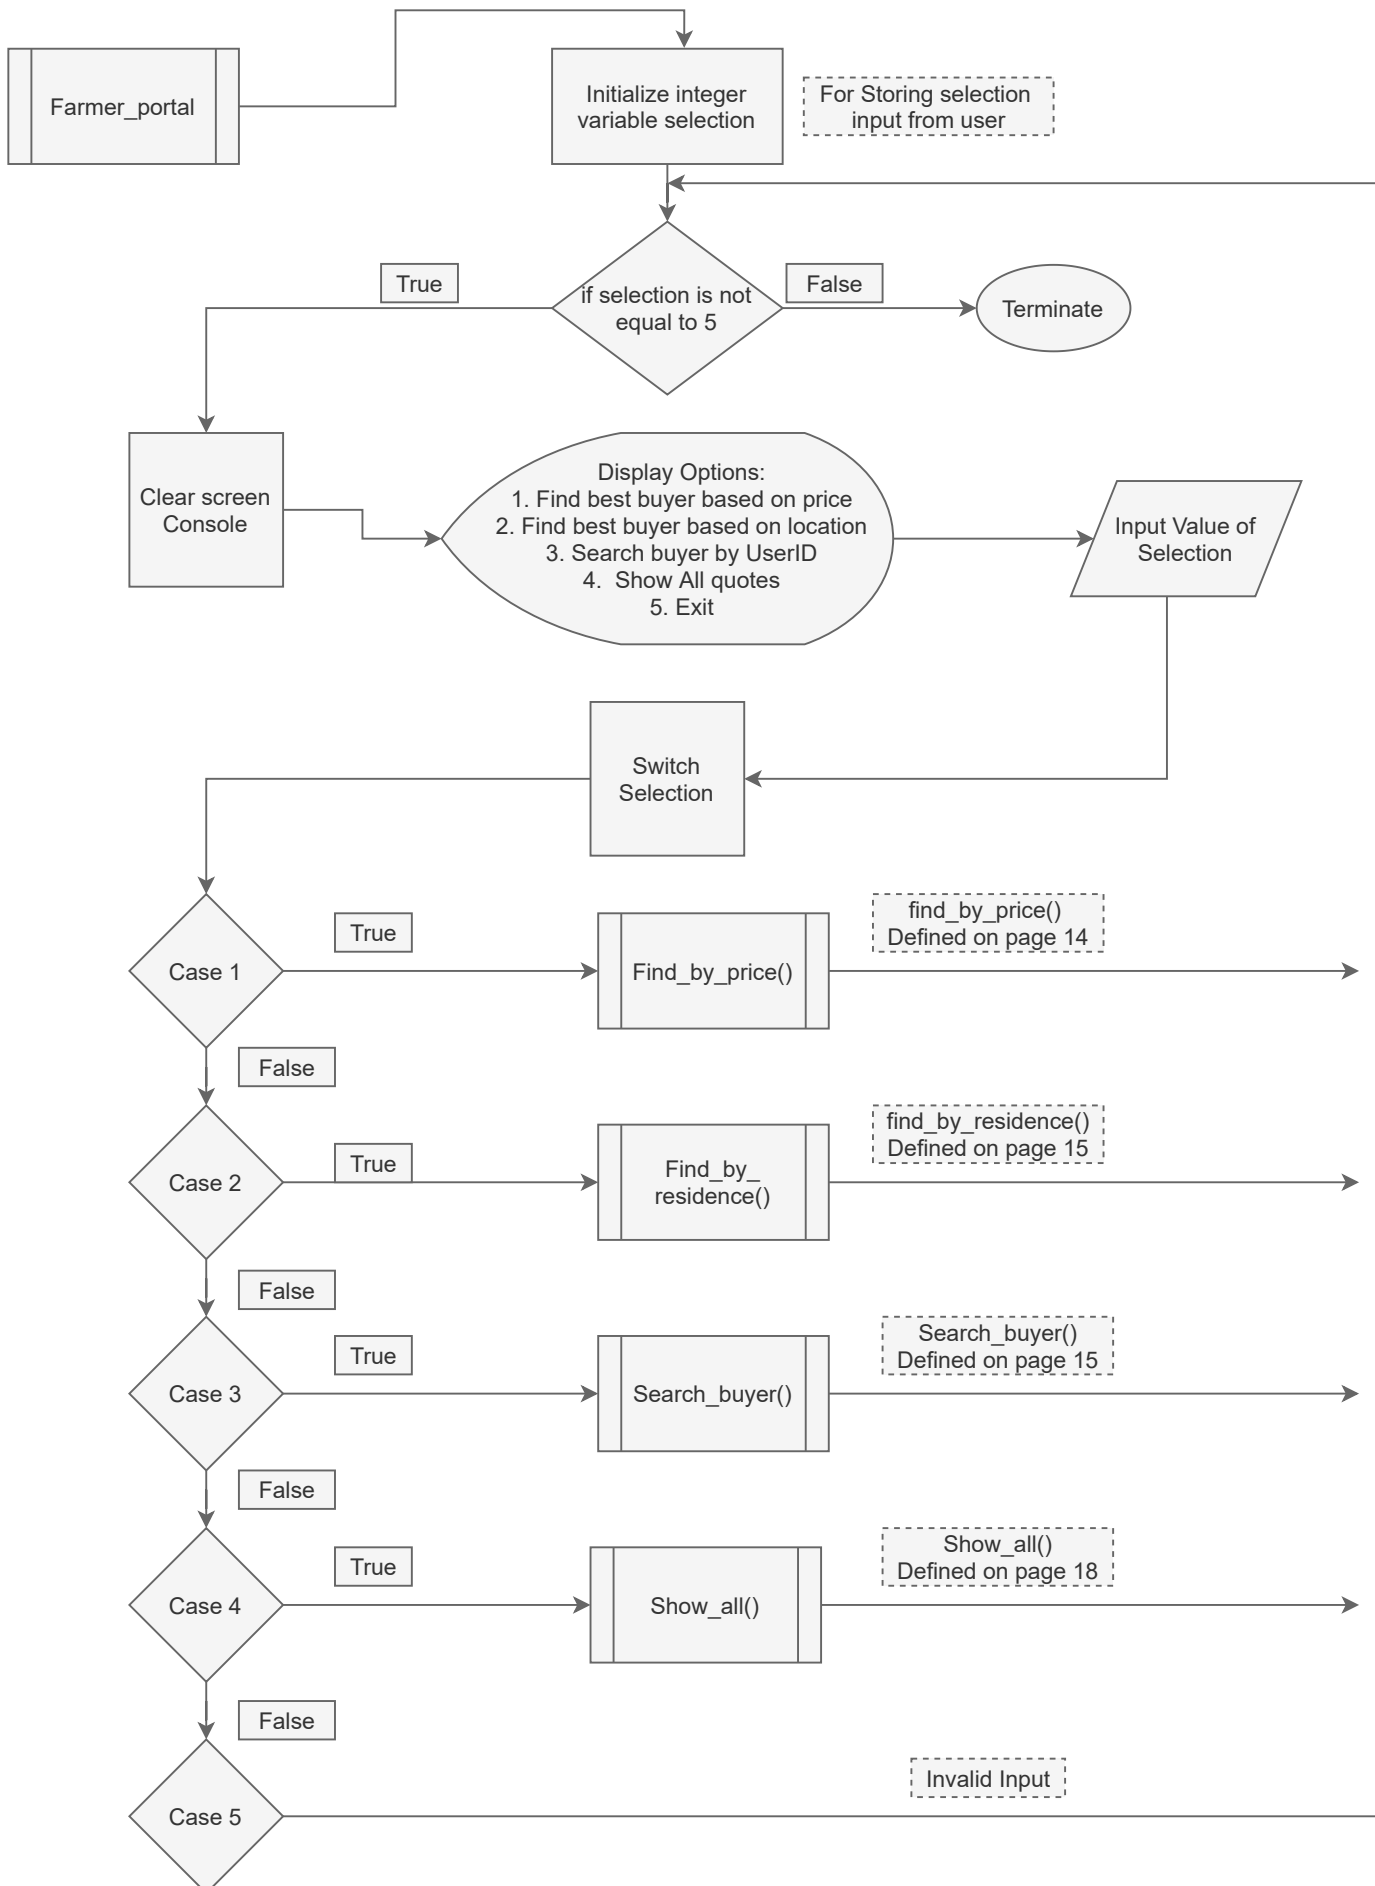 Farmer_portal
Initialize integer
variable selection
For Storing selection
input from user
True
if selection is not
equal to 5
False
Terminate
Clear screen
Console
Display Options:
1. Find best buyer based on price
2. Find best buyer based on location
3. Search buyer by UserID
4. Show All quotes
5. Exit
Input Value of
Selection
Switch
Selection
Case 1
True
Find_by_price()
find_by_price()
Defined on page 14
False
Case 2
True
Find_by_
residence()
find_by_residence()
Defined on page 15
False
Case 3
True
Search_buyer()
Search_buyer()
Defined on page 15
False
Case 4
True
Show_all()
Show_all()
Defined on page 18
False
Case 5
Invalid Input